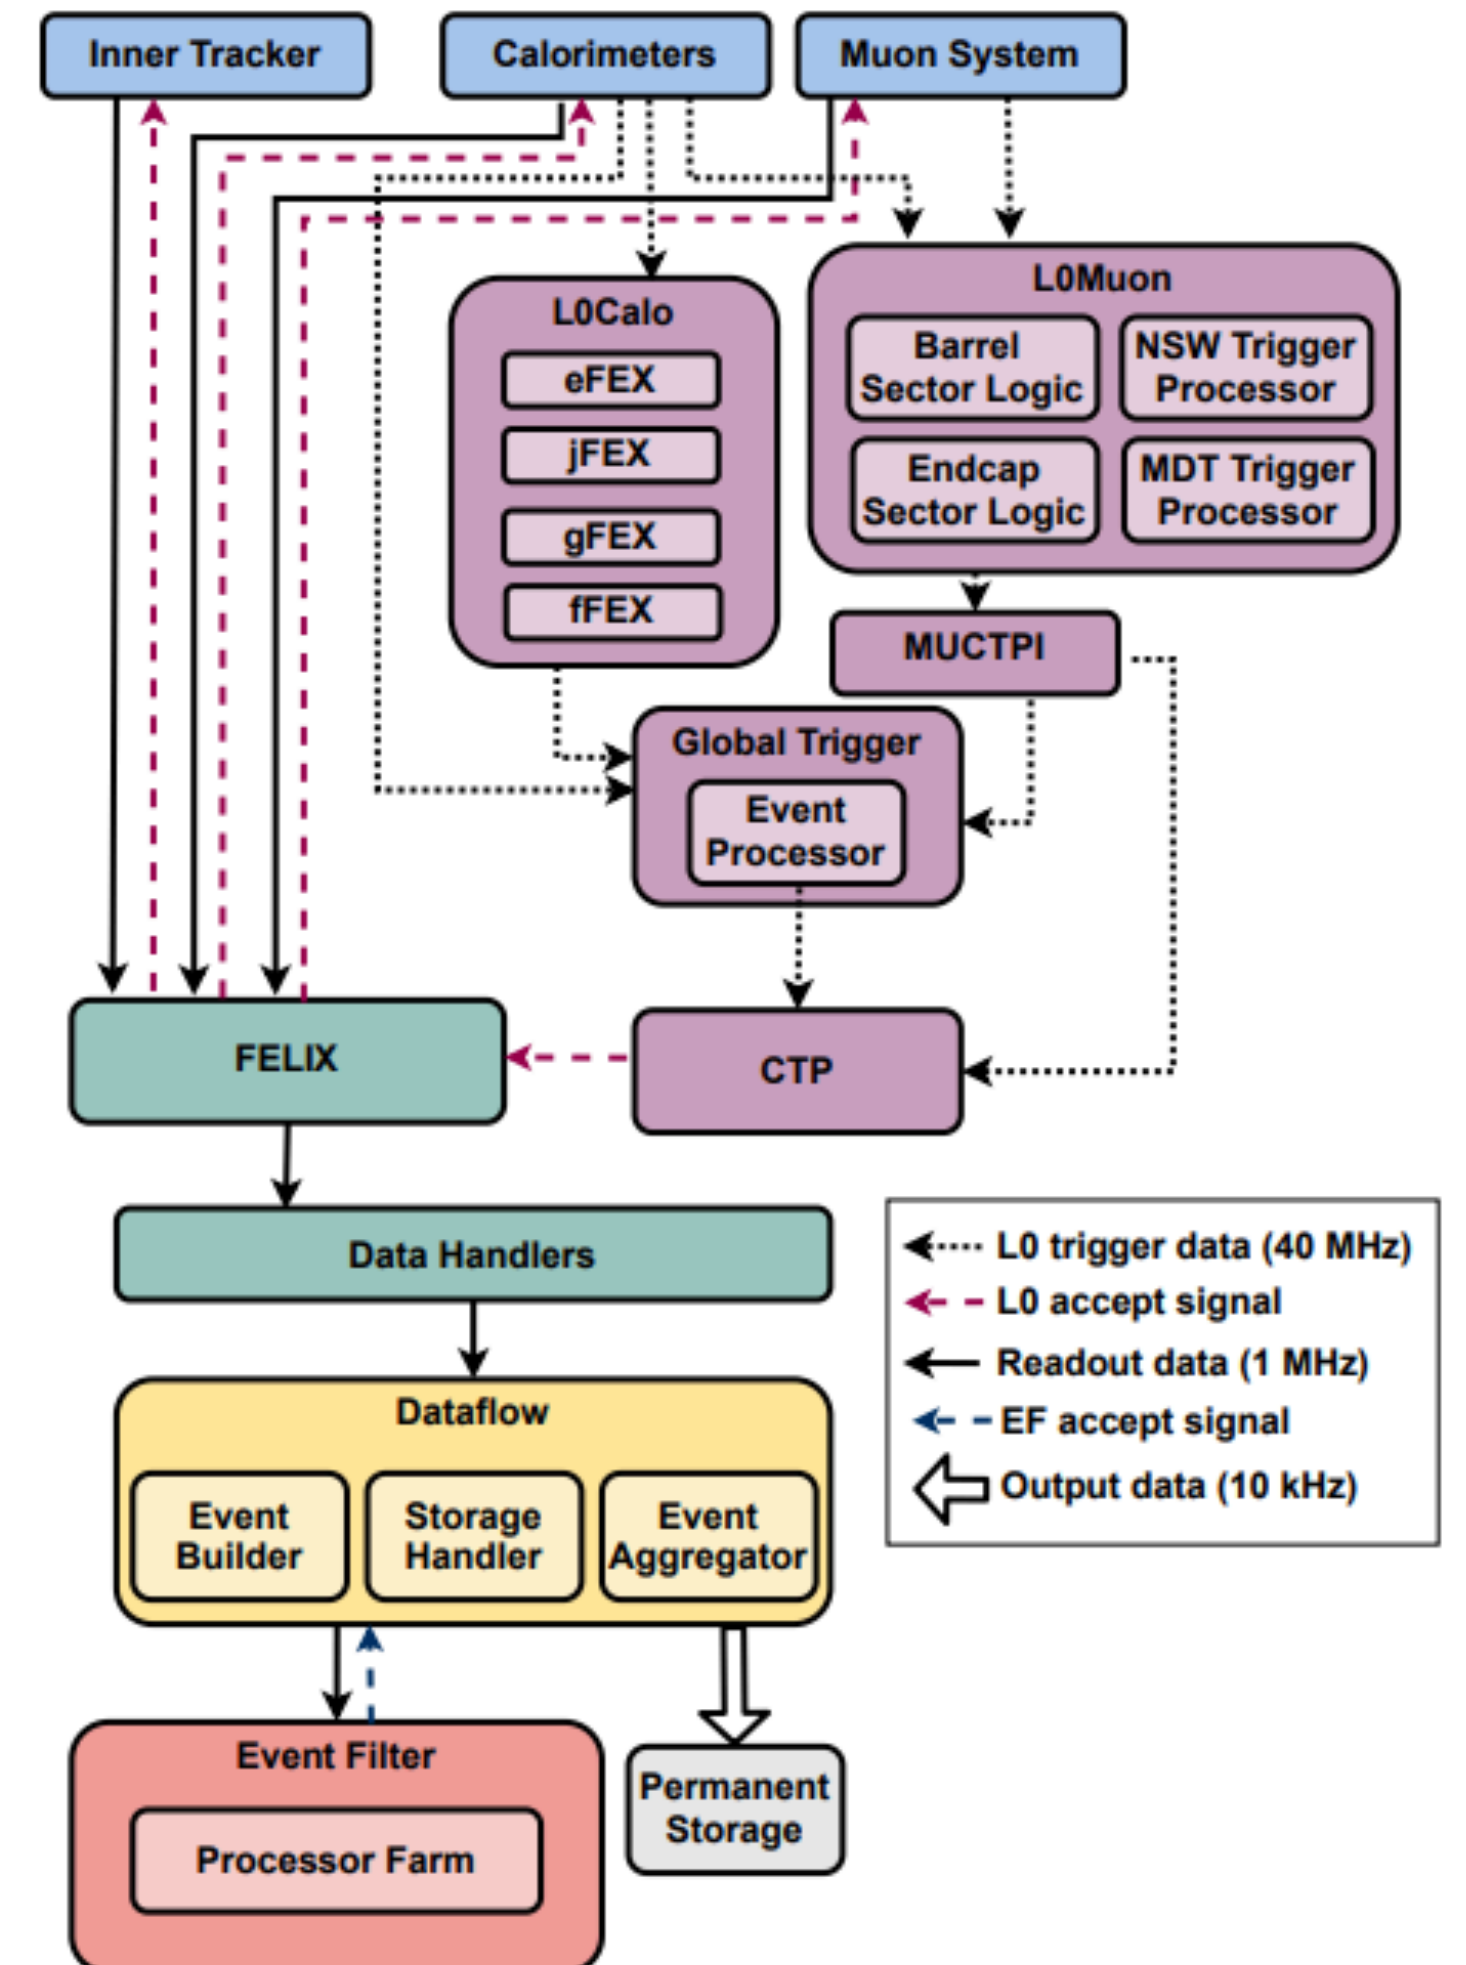 Inner Tracker
Calorimeters
Muon System
L0Calo
eFEX
jFEX
gFEX
fFEX
L0Muon
Barrel
Sector Logic
NSW Trigger
Processor
Endcap
Sector Logic
MDT Trigger
Processor
MUCTPI
Global Trigger
Event
Processor
FELIX
CTP
Data Handlers
L0 trigger data (40 MHz)
L0 accept signal
Readout data (1 MHz)
EF accept signal
Output data (10 kHz)
Dataflow
Event
Builder
Storage
Handler
Event
Aggregator
Event Filter
Processor Farm
Permanent
Storage